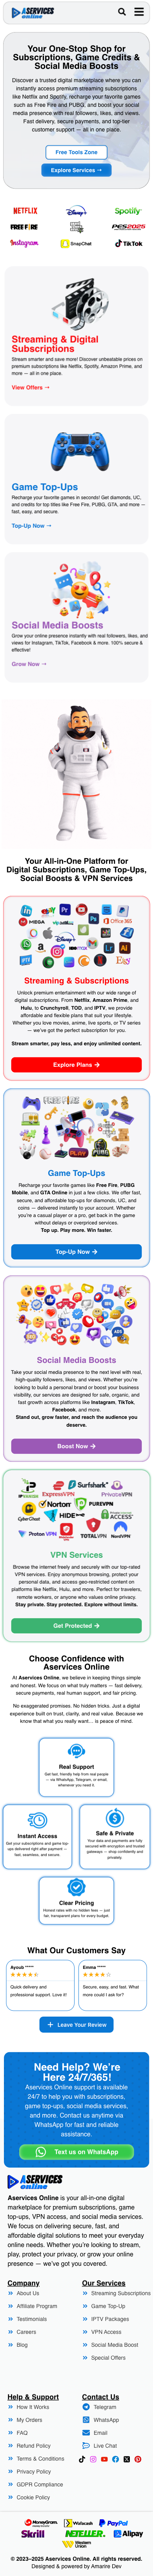 ASERVICES
online
Your One-Stop Shop for
Subscriptions, Game Credits &
Social Media Boosts
Discover a trusted digital marketplace where you can
instantly access premium streaming subscriptions
like Netflix and Spotify, recharge your favorite games
such as Free Fire and PUBG, and boost your social
media presence with real followers, likes, and views.
Fast delivery, secure payments, and top-tier
customer support — all in one place.
Free Tools Zone
Explore Services →
NETFLIX
Disney+
Spotify
FREE FIRE
PES2025
Instagram
SnapChat
TikTok
Streaming & Digital
Subscriptions
Stream smarter and save more! Discover unbeatable prices on
premium subscriptions like Netflix, Spotify, Amazon Prime, and
more — all in one place.
View Offers →
Game Top-Ups
Recharge your favorite games in seconds! Get diamonds, UC,
and credits for top titles like Free Fire, PUBG, GTA, and more —
fast, easy, and secure.
Top-Up Now →
Social Media Boosts
Grow your online presence instantly with real followers, likes, and
views for Instagram, TikTok, Facebook & more. 100% secure &
effective!
Grow Now →
Your All-in-One Platform for
Digital Subscriptions, Game Top-Ups,
Social Boosts & VPN Services
Streaming & Subscriptions
Unlock premium entertainment with our wide range of
digital subscriptions. From Netflix, Amazon Prime, and
Hulu, to Crunchyroll, TOD, and IPTV, we provide
affordable and flexible plans that suit your lifestyle.
Whether you love movies, anime, live sports, or TV series
— we've got the perfect subscription for you.
Stream smarter, pay less, and enjoy unlimited content.
Explore Plans →
Game Top-Ups
Recharge your favorite games like Free Fire, PUBG
Mobile, and GTA Online in just a few clicks. We offer fast,
secure, and affordable top-ups for diamonds, UC, and
coins — delivered instantly to your account. Whether
you're a casual player or a pro, get back in the game without
delays or overpriced services.
Top up. Play more. Win faster.
Top-Up Now →
Social Media Boosts
Take your social media presence to the next level with real,
high-quality followers, likes, and views. Whether you're
looking to build a personal brand or boost your business
visibility, our services are designed for safe, organic, and
fast growth across platforms like Instagram, TikTok,
Facebook, and more.
Stand out, grow faster, and reach the audience you
deserve.
Boost Now →
ExpressVPN
Surfshark
PrivateVPN
CyberGhost
Norton
PUREVPN
HIDE
Proton VPN
TOTALVPN
NordVPN
VPN Services
Browse the internet freely and securely with our top-rated
VPN services. Enjoy anonymous browsing, protect your
personal data, and access geo-restricted content on
platforms like Netflix, Hulu, and more. Perfect for travelers,
remote workers, or anyone who values online privacy.
Stay private. Stay protected. Explore without limits.
Get Protected →
Choose Confidence with
Aservices Online
At Aservices Online, we believe in keeping things simple
and honest. We focus on what truly matters — fast delivery,
secure payments, real human support, and fair pricing.
No exaggerated promises. No hidden tricks. Just a digital
experience built on trust, clarity, and real value. Because we
know that what you really want... is peace of mind.
Real Support
Get fast, friendly help from real people
— via WhatsApp, Telegram, or email,
whenever you need it
Instant Access
Get your subscriptions and game top-
ups delivered right after payment —
fast, seamless, and secure.
Safe & Private
Your data and payments are fully
secured with encryption and trusted
gateways — shop confidently and
privately.
Clear Pricing
Honest rates with no hidden fees — just
fair, transparent plans for every budget.
What Our Customers Say
Ayoub *****
Quick delivery and
professional support. Love it!
Emma *****
Secure, easy, and fast. What
more could I ask for?
+ Leave Your Review
Need Help? We're
Here 24/7/365!
Aservices Online support is available
24/7 to help you with subscriptions,
game top-ups, social media services,
and more. Contact us anytime via
WhatsApp for fast and reliable
assistance.
Text us on WhatsApp
ASERVICES
online
Aservices Online is your all-in-one digital
marketplace for premium subscriptions, game
top-ups, VPN access, and social media services.
We focus on delivering secure, fast, and
affordable digital solutions to meet your everyday
online needs. Whether you're looking to stream,
play, protect your privacy, or grow your online
presence — we've got you covered.
Company
About Us
Affiliate Program
Testimonials
Careers
Blog
Our Services
Streaming Subscriptions
Game Top-Up
IPTV Packages
VPN Access
Social Media Boost
Special Offers
Help & Support
How It Works
My Orders
FAQ
Refund Policy
Terms & Conditions
Privacy Policy
GDPR Compliance
Cookie Policy
Contact Us
Telegram
WhatsApp
Email
Live Chat
MoneyGram
Webcash
PayPal
Skrill
NETELLER
Alipay
Western
Union
© 2023–2025 Aservices Online. All rights reserved.
Designed & powered by Amarire Dev